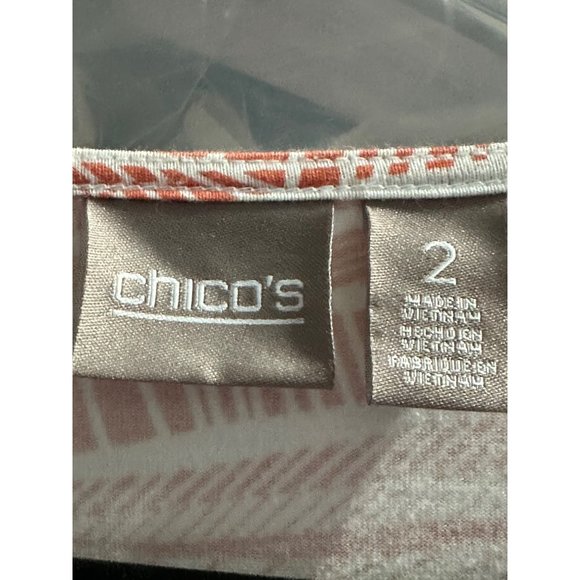 chico's
2
MADE IN
VIETNAM
HECHO EN
VIETNAM
FABRIQUE EN
VIETNAM